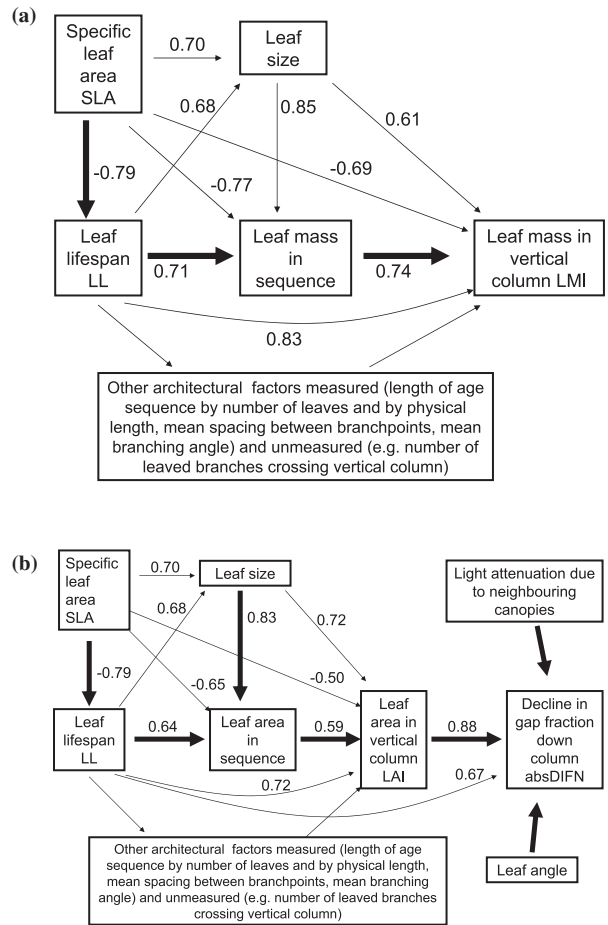 (a)
Specific
leaf
area
SLA
0.70
Leaf
size
0.68
0.85
0.61
-0.79
-0.77
-0.69
Leaf
lifespan
LL
0.71
Leaf mass
in
sequence
0.74
Leaf mass in
vertical
column LMI
0.83
Other architectural factors measured (length of age
sequence by number of leaves and by physical
length, mean spacing between branchpoints, mean
branching angle) and unmeasured (e.g. number of
leaved branches crossing vertical column)
(b)
Specific
leaf
area
SLA
0.70
Leaf size
Light attenuation due
to neighbouring
canopies
0.68
0.83
0.72
-0.79
-0.65
-0.50
Leaf
lifespan
LL
0.64
Leaf area
in
sequence
0.59
Leaf
area in
vertical
column
LAI
0.88
Decline in
gap fraction
down
column
absDIFN
0.72
0.67
Other architectural factors measured (length of age
sequence by number of leaves and by physical length,
mean spacing between branchpoints, mean branching
angle) and unmeasured (e.g. number of leaved branches
crossing vertical column)
Leaf angle